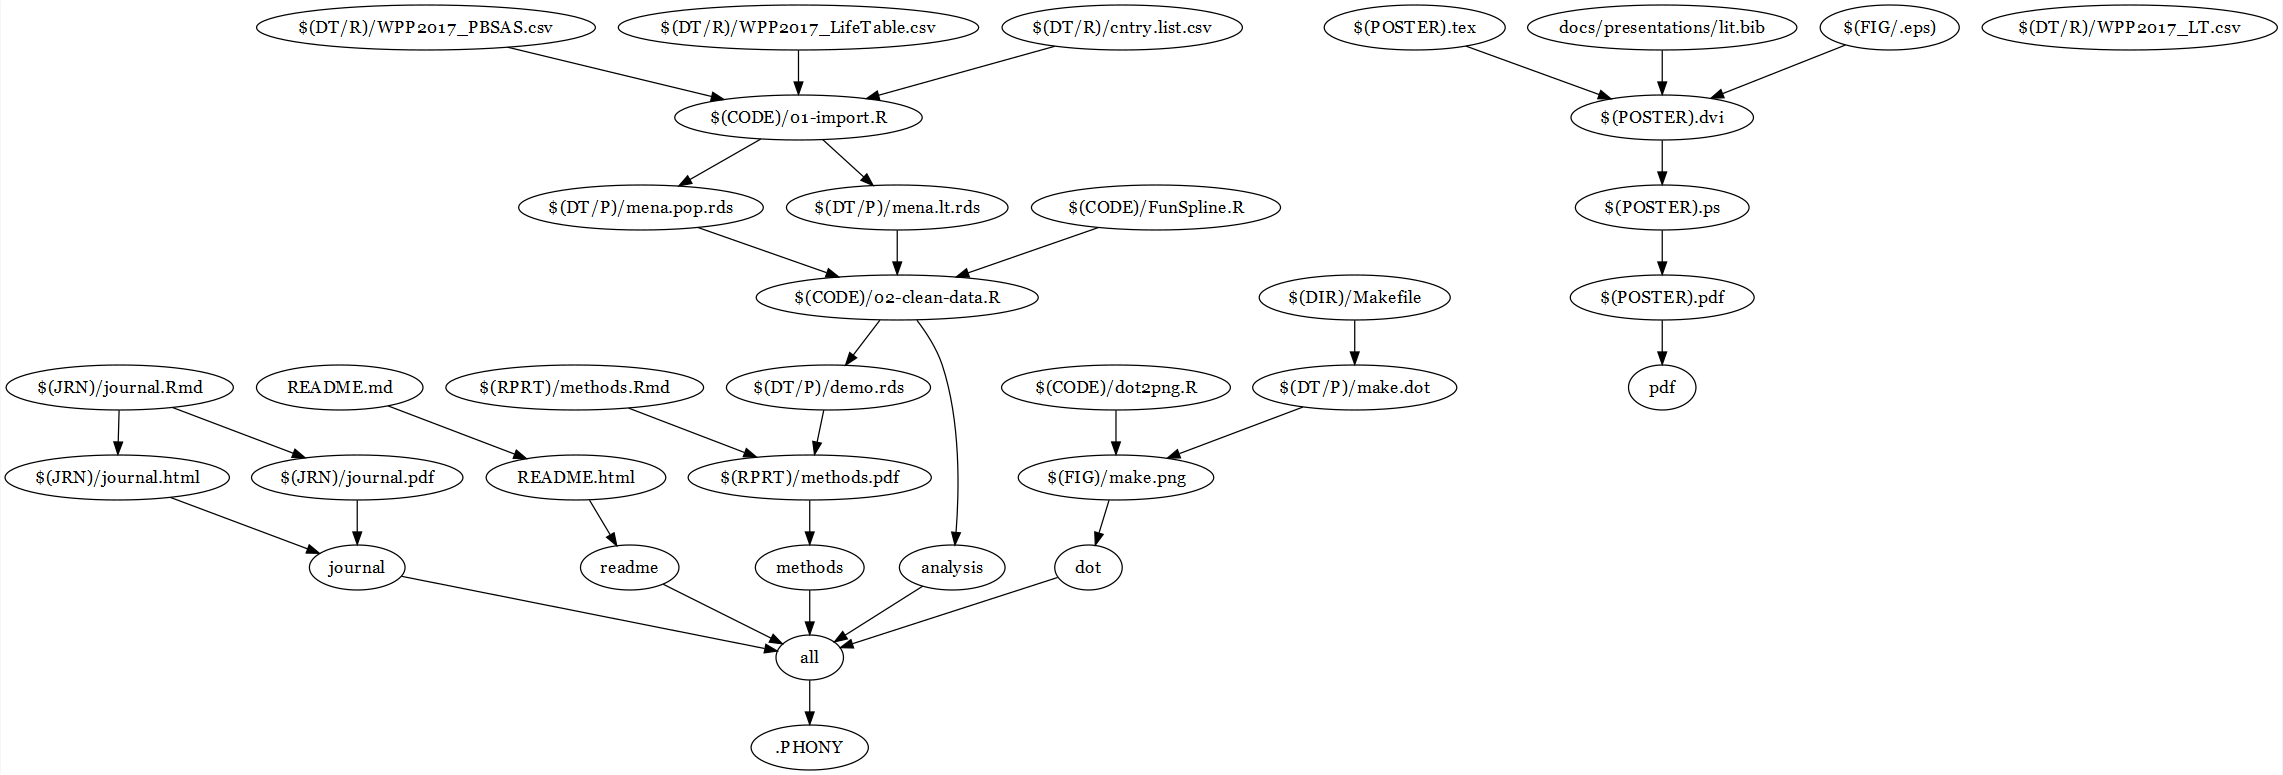 $(DT/R)/WPP2017_PBSAS.csv
$(DT/R)/WPP2017_LifeTable.csv
$(DT/R)/cntry.list.csv
$(POSTER).tex
docs/presentations/lit.bib
$(FIG/.eps)
$(DT/R)/WPP2017_LT.csv
$(CODE)/01-import.R
$(POSTER).dvi
$(DT/P)/mena.pop.rds
$(DT/P)/mena.lt.rds
$(CODE)/FunSpline.R
$(POSTER).ps
$(CODE)/02-clean-data.R
$(DIR)/Makefile
$(POSTER).pdf
$(JRN)/journal.Rmd
README.md
$(RPRT)/methods.Rmd
$(DT/P)/demo.rds
$(CODE)/dot2png.R
$(DT/P)/make.dot
pdf
$(JRN)/journal.html
$(JRN)/journal.pdf
README.html
$(RPRT)/methods.pdf
$(FIG)/make.png
journal
readme
methods
analysis
dot
all
.PHONY